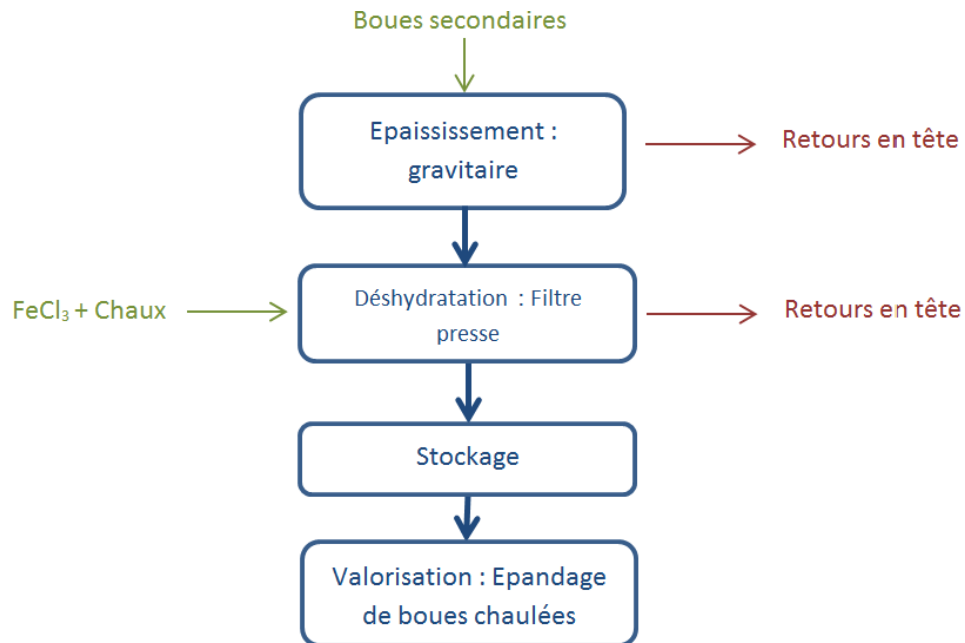 Boues secondaires
Epaississement :
gravitaire
Retours en tête
Déshydratation : Filtre
presse
FeCl₃ + Chaux
Retours en tête
Stockage
Valorisation : Epandage
de boues chaulées